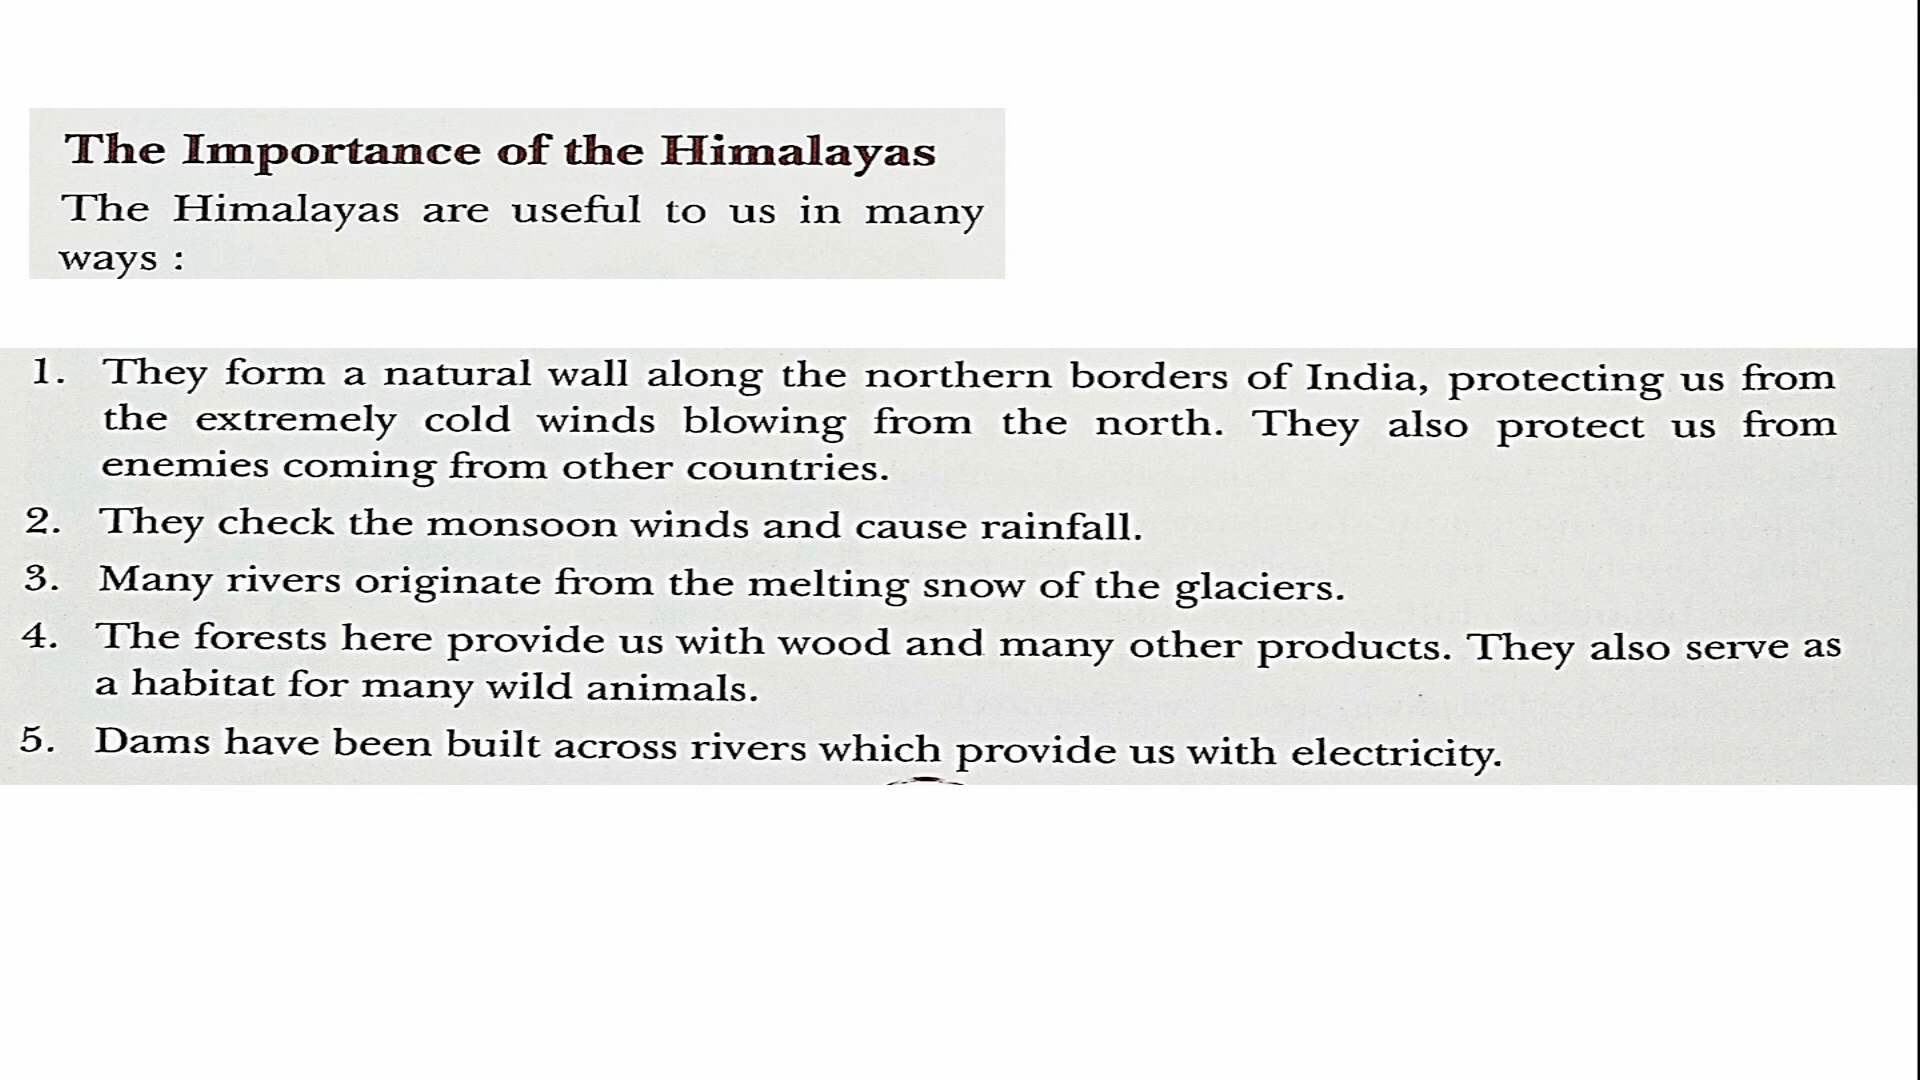 The Importance of the Himalayas
The Himalayas are useful to us in many
ways :
1. They form a natural wall along the northern borders of India, protecting us from
the extremely cold winds blowing from the north. They also protect us from
enemies coming from other countries.
2. They check the monsoon winds and cause rainfall.
3. Many rivers originate from the melting snow of the glaciers.
4. The forests here provide us with wood and many other products. They also serve as
a habitat for many wild animals.
5. Dams have been built across rivers which provide us with electricity.